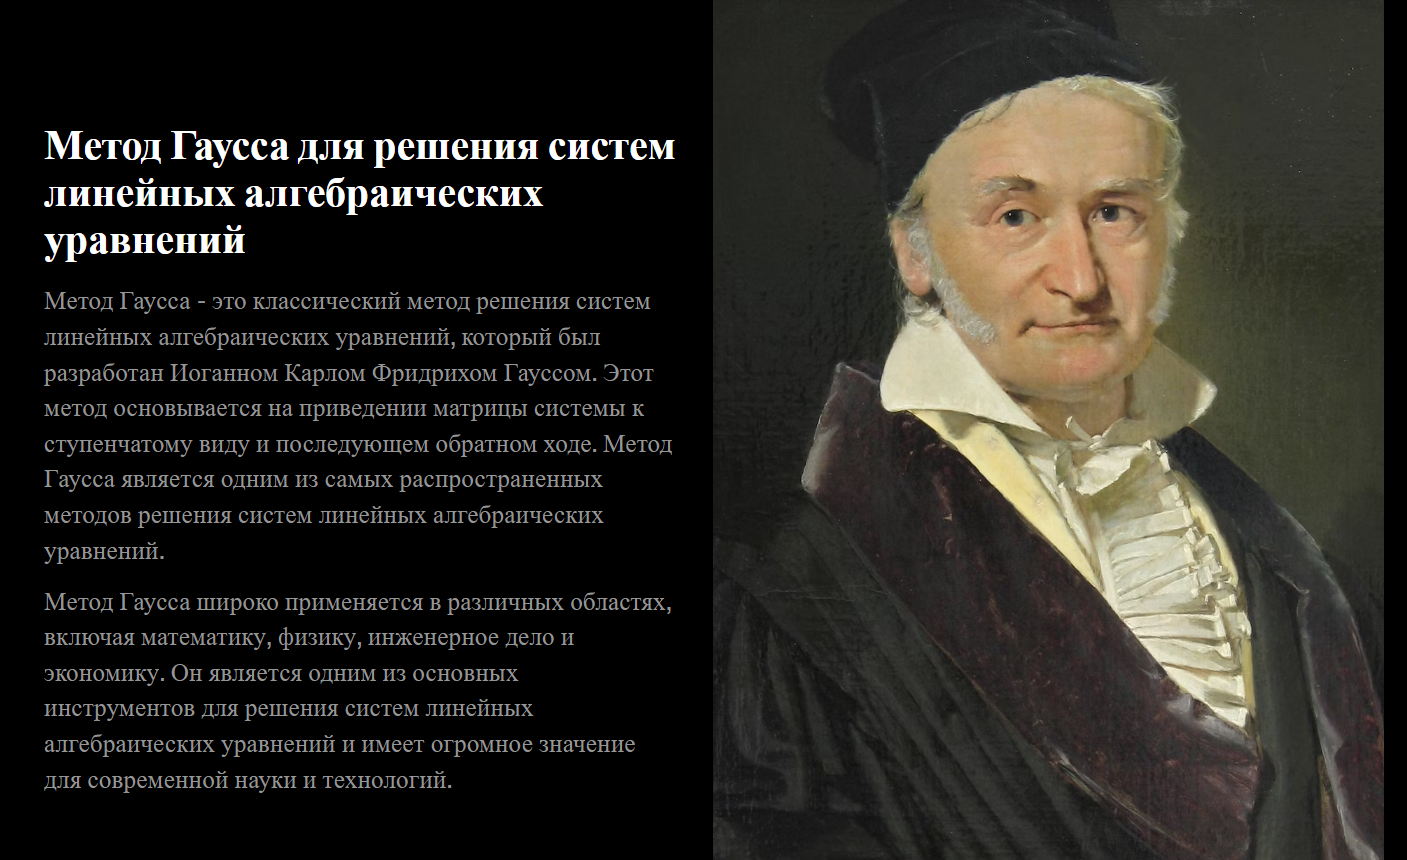 Метод Гаусса для решения систем
линейных алгебраических
уравнений
Метод Гаусса - это классический метод решения систем
линейных алгебраических уравнений, который был
разработан Иоганном Карлом Фридрихом Гауссом. Этот
метод основывается на приведении матрицы системы к
ступенчатому виду и последующем обратном ходе. Метод
Гаусса является одним из самых распространенных
методов решения систем линейных алгебраических
уравнений.
Метод Гаусса широко применяется в различных областях,
включая математику, физику, инженерное дело и
экономику. Он является одним из основных
инструментов для решения систем линейных
алгебраических уравнений и имеет огромное значение
для современной науки и технологий.